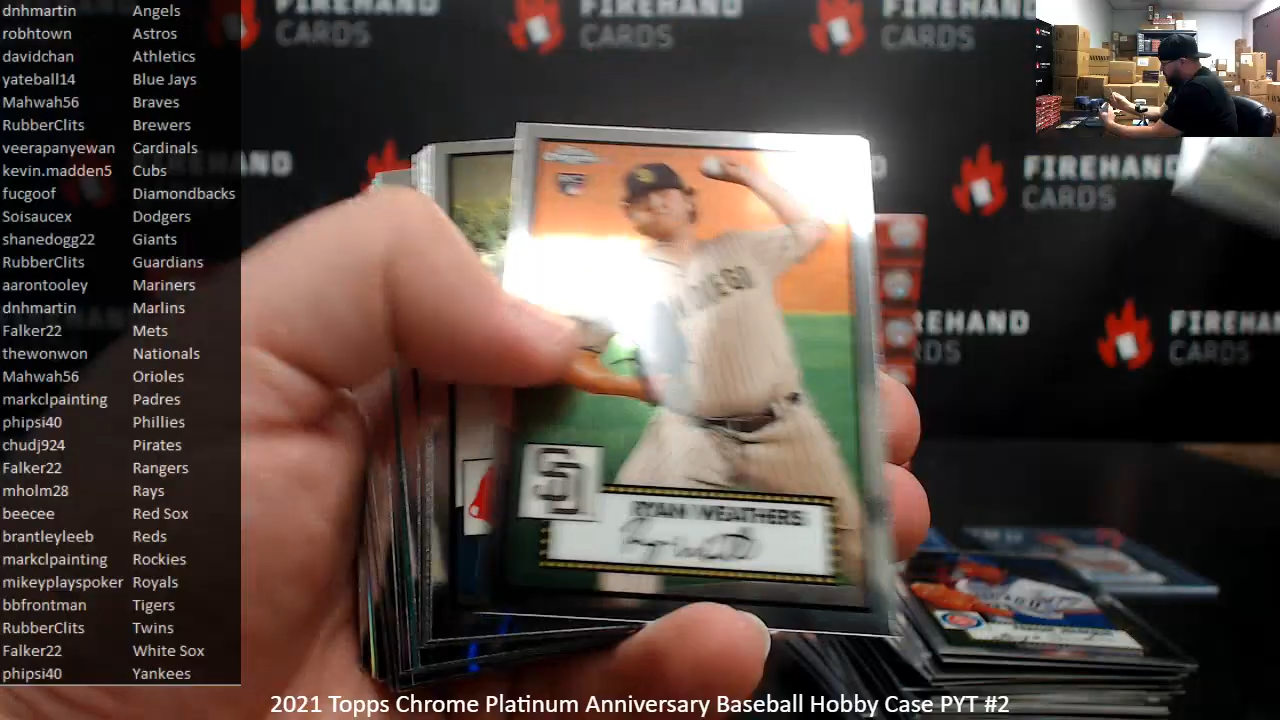 dnhmartin Angels
robhtown Astros
davidchan Athletics
yateball14 Blue Jays
Mahwah56 Braves
RubberClits Brewers
veerapanyewan Cardinals
kevin.madden5 Cubs
fucgoof Diamondbacks
Soisaucex Dodgers
shanedogg22 Giants
RubberClits Guardians
aarontooley Mariners
dnhmartin Marlins
Falker22 Mets
thewonwon Nationals
Mahwah56 Orioles
markclpainting Padres
phipsi40 Phillies
chudj924 Pirates
Falker22 Rangers
mholm28 Rays
beecee Red Sox
brantleyleeb Reds
markclpainting Rockies
mikeyplayspoker Royals
bbfrontman Tigers
RubberClits Twins
Falker22 White Sox
phipsi40 Yankees
FIREHAND
CARDS
FIREHAND
CARDS
FIREHAND
CARDS
FIREHAND
CARDS
FIREHAND
CARDS
SD
RYAN WEATHERS
2021 Topps Chrome Platinum Anniversary Baseball Hobby Case PYT #2